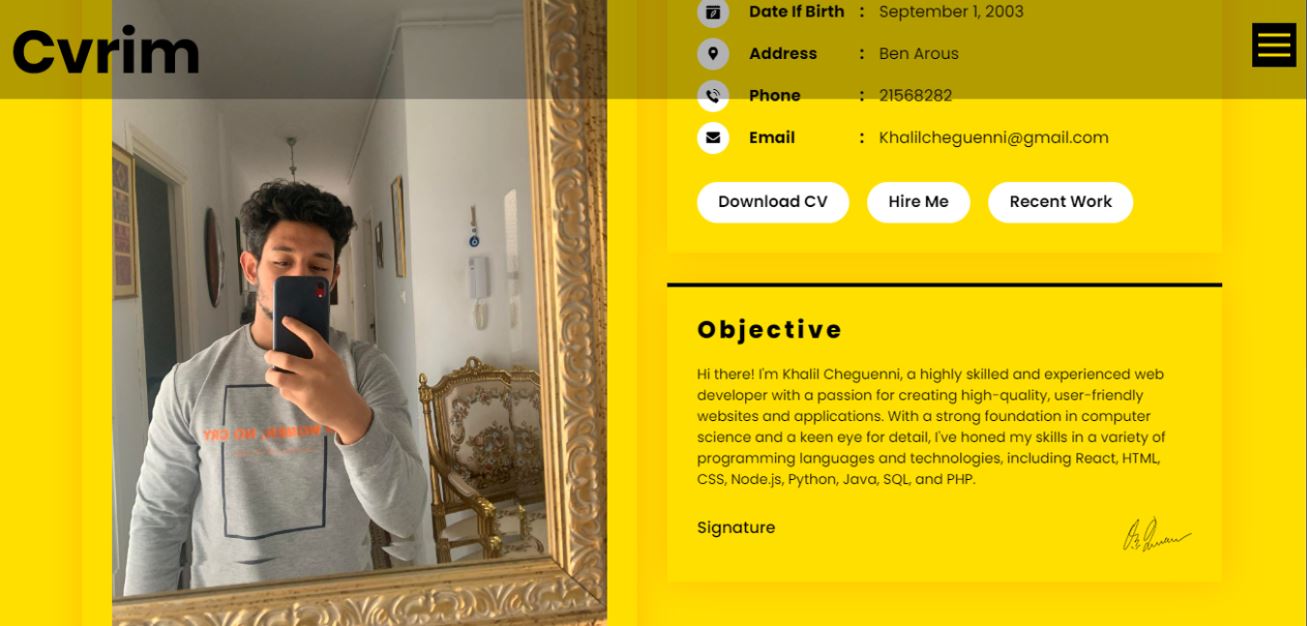 Cvrim
Date If Birth : September 1, 2003
Address : Ben Arous
Phone : 21568282
Email : Khalilcheguenni@gmail.com
Download CV Hire Me Recent Work
Objective
Hi there! I'm Khalil Cheguenni, a highly skilled and experienced web
developer with a passion for creating high-quality, user-friendly
websites and applications. With a strong foundation in computer
science and a keen eye for detail, I've honed my skills in a variety of
programming languages and technologies, including React, HTML,
CSS, Node.js, Python, Java, SQL, and PHP.
Signature
WOMEN, NO CRY